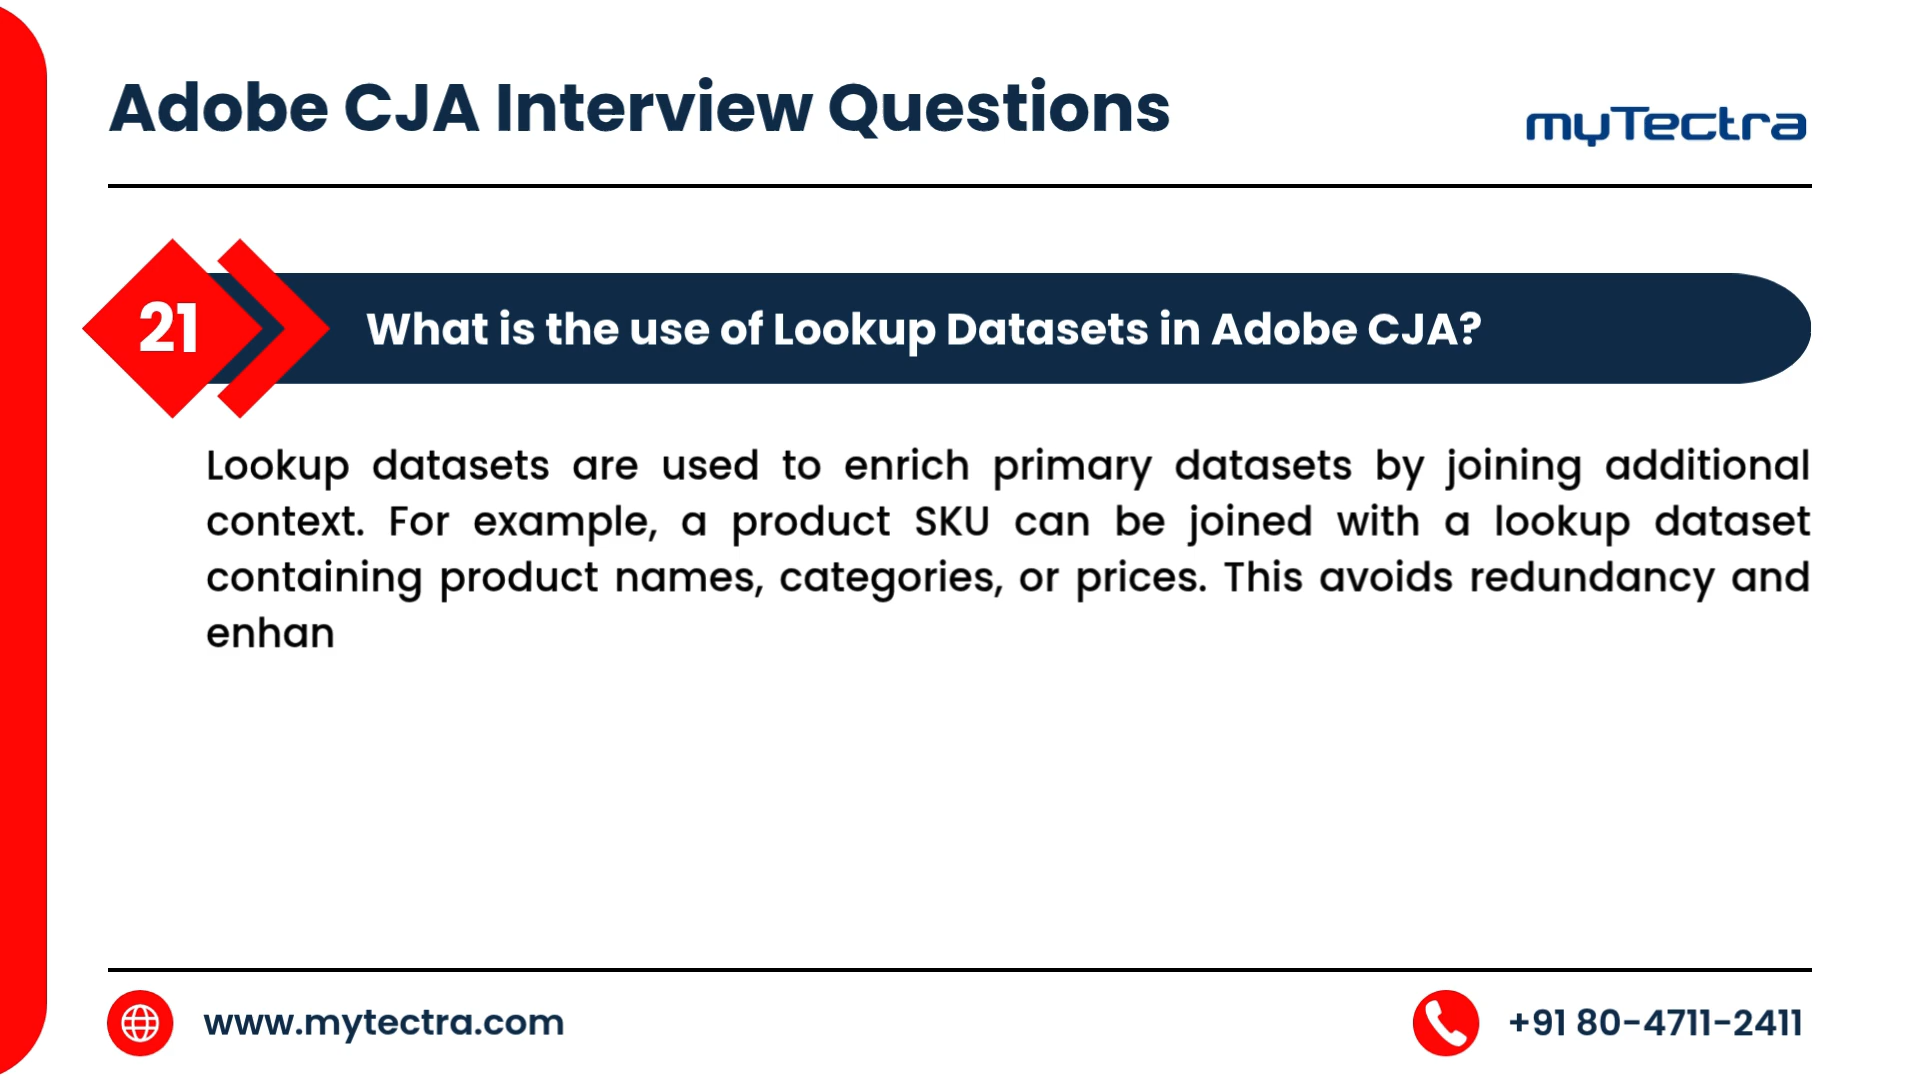 Adobe CJA Interview Questions
myTectra
21
What is the use of Lookup Datasets in Adobe CJA?
Lookup datasets are used to enrich primary datasets by joining additional
context. For example, a product SKU can be joined with a lookup dataset
containing product names, categories, or prices. This avoids redundancy and
enhan
www.mytectra.com
+91 80-4711-2411